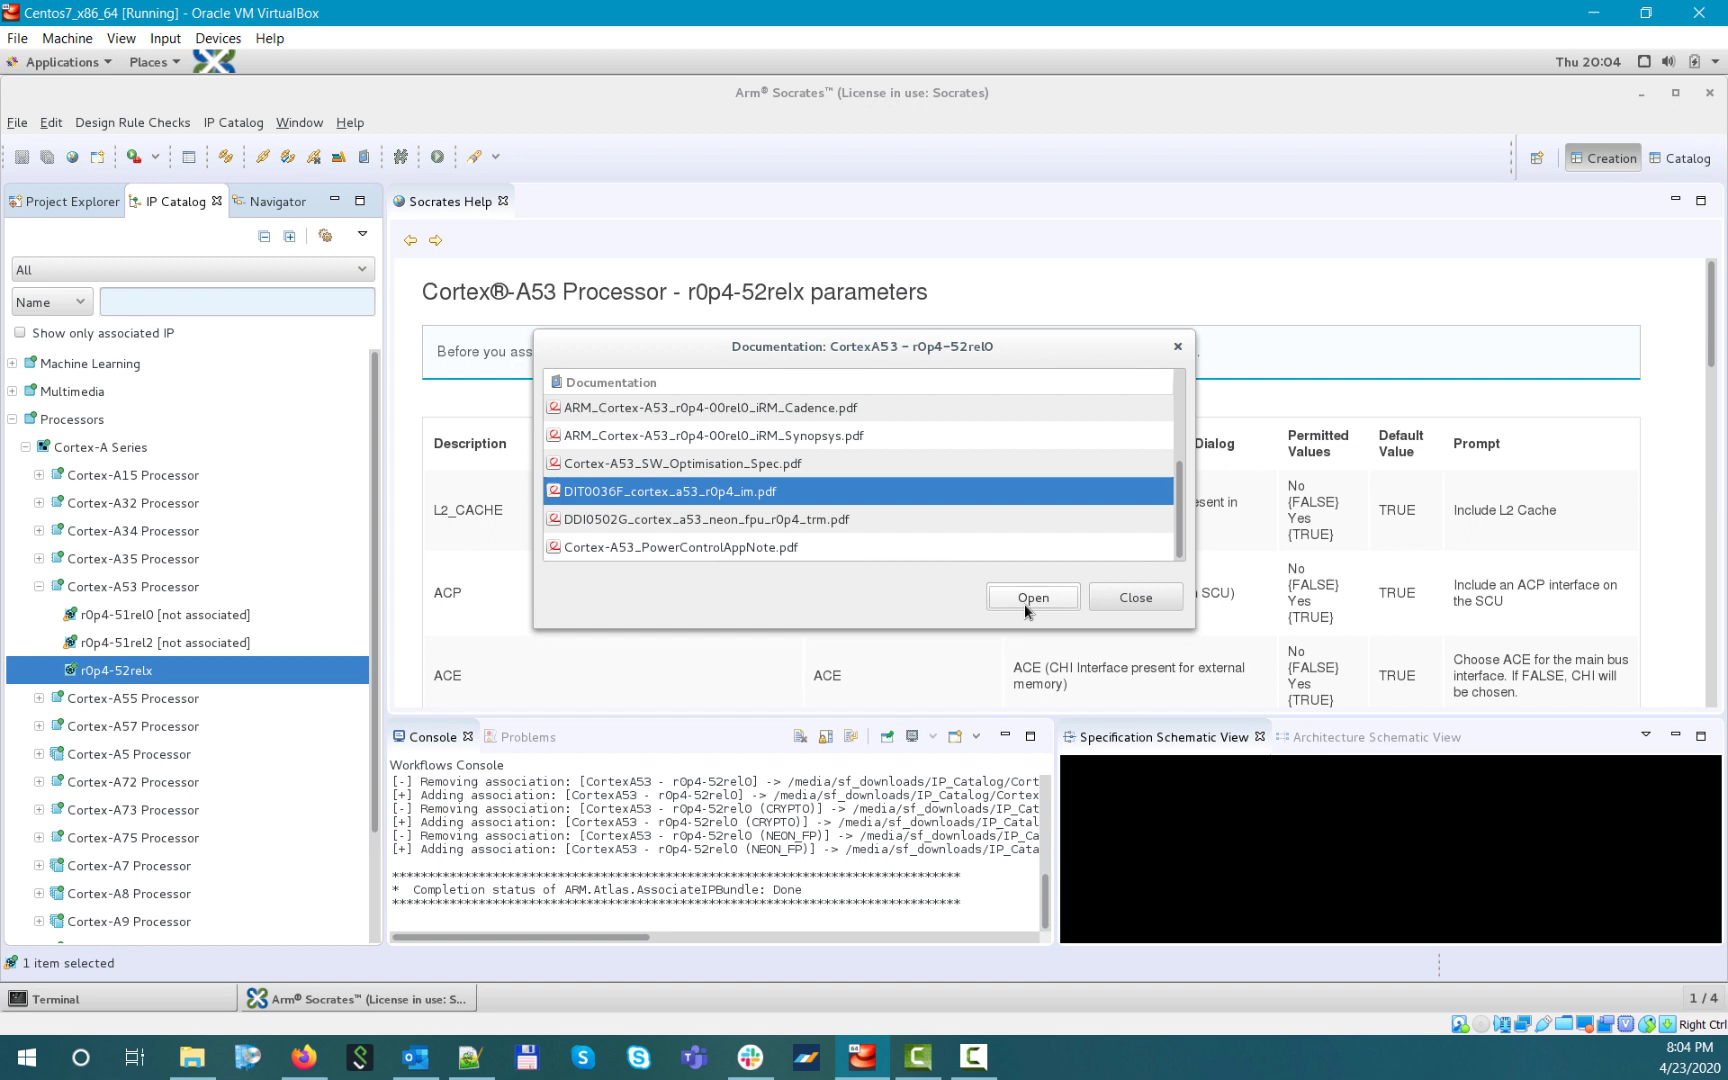 Centos7_x86_64 [Running] - Oracle VM VirtualBox
File Machine View Input Devices Help
Applications Places Thu 20:04
Arm® Socrates™ (License in use: Socrates)
File Edit Design Rule Checks IP Catalog Window Help
Creation Catalog
Project Explorer IP Catalog Navigator
Socrates Help
All
Name
Show only associated IP
Machine Learning
Multimedia
Processors
Cortex-A Series
Cortex-A15 Processor
Cortex-A32 Processor
Cortex-A34 Processor
Cortex-A35 Processor
Cortex-A53 Processor
r0p4-51rel0 [not associated]
r0p4-51rel2 [not associated]
r0p4-52relx
Cortex-A55 Processor
Cortex-A57 Processor
Cortex-A5 Processor
Cortex-A72 Processor
Cortex-A73 Processor
Cortex-A75 Processor
Cortex-A7 Processor
Cortex-A8 Processor
Cortex-A9 Processor
1 item selected
Cortex®-A53 Processor - r0p4-52relx parameters
Before you ass
Description
Dialog
Permitted Values
Default Value
Prompt
L2_CACHE
esent in
No
{FALSE}
Yes
{TRUE}
TRUE
Include L2 Cache
ACP
SCU)
No
{FALSE}
Yes
{TRUE}
TRUE
Include an ACP interface on
the SCU
ACE
ACE
ACE (CHI Interface present for external
memory)
No
{FALSE}
Yes
{TRUE}
TRUE
Choose ACE for the main bus
interface. If FALSE, CHI will
be chosen.
Documentation: CortexA53 - r0p4-52rel0
Documentation
ARM_Cortex-A53_r0p4-00rel0_iRM_Cadence.pdf
ARM_Cortex-A53_r0p4-00rel0_iRM_Synopsys.pdf
Cortex-A53_SW_Optimisation_Spec.pdf
DIT0036F_cortex_a53_r0p4_im.pdf
DDI0502G_cortex_a53_neon_fpu_r0p4_trm.pdf
Cortex-A53_PowerControlAppNote.pdf
Open Close
Console Problems
Workflows Console
[-] Removing association: [CortexA53 - r0p4-52rel0] -> /media/sf_downloads/IP_Catalog/Cort
[+] Adding association: [CortexA53 - r0p4-52rel0] -> /media/sf_downloads/IP_Catalog/Cortex
[-] Removing association: [CortexA53 - r0p4-52rel0 (CRYPTO)] -> /media/sf_downloads/IP_Cat
[+] Adding association: [CortexA53 - r0p4-52rel0 (CRYPTO)] -> /media/sf_downloads/IP_Catal
[-] Removing association: [CortexA53 - r0p4-52rel0 (NEON_FP)] -> /media/sf_downloads/IP_Ca
[+] Adding association: [CortexA53 - r0p4-52rel0 (NEON_FP)] -> /media/sf_downloads/IP_Cata
* Completion status of ARM.Atlas.AssociateIPBundle: Done
Specification Schematic View Architecture Schematic View
Terminal
Arm® Socrates™ (License in use: S...
1 / 4
Right Ctrl
8:04 PM
4/23/2020